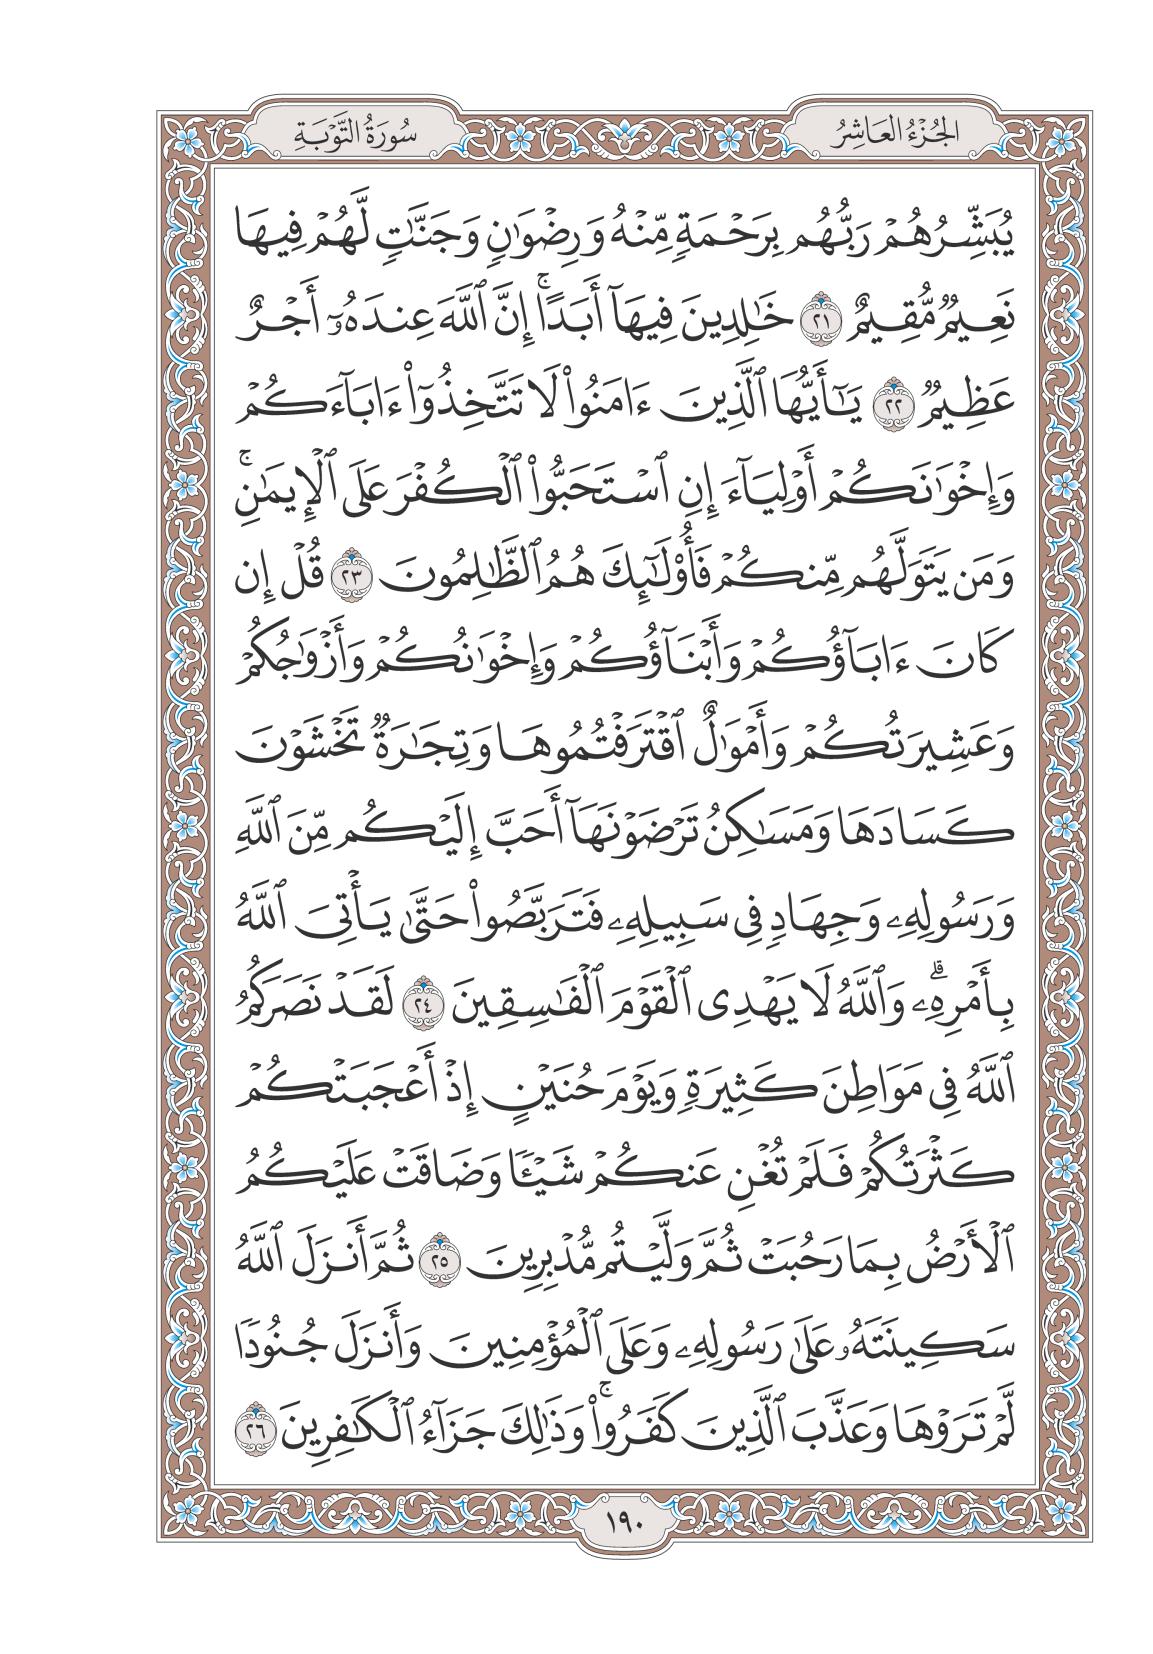 الجُزْءُ العَاشِرُ
سُورَةُ التَّوْبَةِ
يُبَشِّرُهُمْ رَبُّهُم بِرَحْمَةٍ مِّنْهُ وَرِضْوَٰنٍ وَجَنَّٰتٍ لَّهُمْ فِيهَا
نَعِيمٌ مُّقِيمٌ ٢١ خَٰلِدِينَ فِيهَآ أَبَدًاۚ إِنَّ ٱللَّهَ عِندَهُۥٓ أَجْرٌ
عَظِيمٌ ٢٢ يَٰٓأَيُّهَا ٱلَّذِينَ ءَامَنُوا۟ لَا تَتَّخِذُوٓا۟ ءَابَآءَكُمْ
وَإِخْوَٰنَكُمْ أَوْلِيَآءَ إِنِ ٱسْتَحَبُّوا۟ ٱلْكُفْرَ عَلَى ٱلْإِيمَٰنِۚ
وَمَن يَتَوَلَّهُم مِّنكُمْ فَأُو۟لَٰٓئِكَ هُمُ ٱلظَّٰلِمُونَ ٢٣ قُلْ إِن
كَانَ ءَابَآؤُكُمْ وَأَبْنَآؤُكُمْ وَإِخْوَٰنُكُمْ وَأَزْوَٰجُكُمْ
وَعَشِيرَتُكُمْ وَأَمْوَٰلٌ ٱقْتَرَفْتُمُوهَا وَتِجَٰرَةٌ تَخْشَوْنَ
كَسَادَهَا وَمَسَٰكِنُ تَرْضَوْنَهَآ أَحَبَّ إِلَيْكُم مِّنَ ٱللَّهِ
وَرَسُولِهِۦ وَجِهَادٍ فِى سَبِيلِهِۦ فَتَرَبَّصُوا۟ حَتَّىٰ يَأْتِىَ ٱللَّهُ
بِأَمْرِهِۦۗ وَٱللَّهُ لَا يَهْدِى ٱلْقَوْمَ ٱلْفَٰسِقِينَ ٢٤ لَقَدْ نَصَرَكُمُ
ٱللَّهُ فِى مَوَاطِنَ كَثِيرَةٍ وَيَوْمَ حُنَيْنٍ إِذْ أَعْجَبَتْكُمْ
كَثْرَتُكُمْ فَلَمْ تُغْنِ عَنكُمْ شَيْـًٔا وَضَاقَتْ عَلَيْكُمُ
ٱلْأَرْضُ بِمَا رَحُبَتْ ثُمَّ وَلَّيْتُم مُّدْبِرِينَ ٢٥ ثُمَّ أَنزَلَ ٱللَّهُ
سَكِينَتَهُۥ عَلَىٰ رَسُولِهِۦ وَعَلَى ٱلْمُؤْمِنِينَ وَأَنزَلَ جُنُودًا
لَّمْ تَرَوْهَا وَعَذَّبَ ٱلَّذِينَ كَفَرُوا۟ۚ وَذَٰلِكَ جَزَآءُ ٱلْكَٰفِرِينَ ٢٦
١٩٠